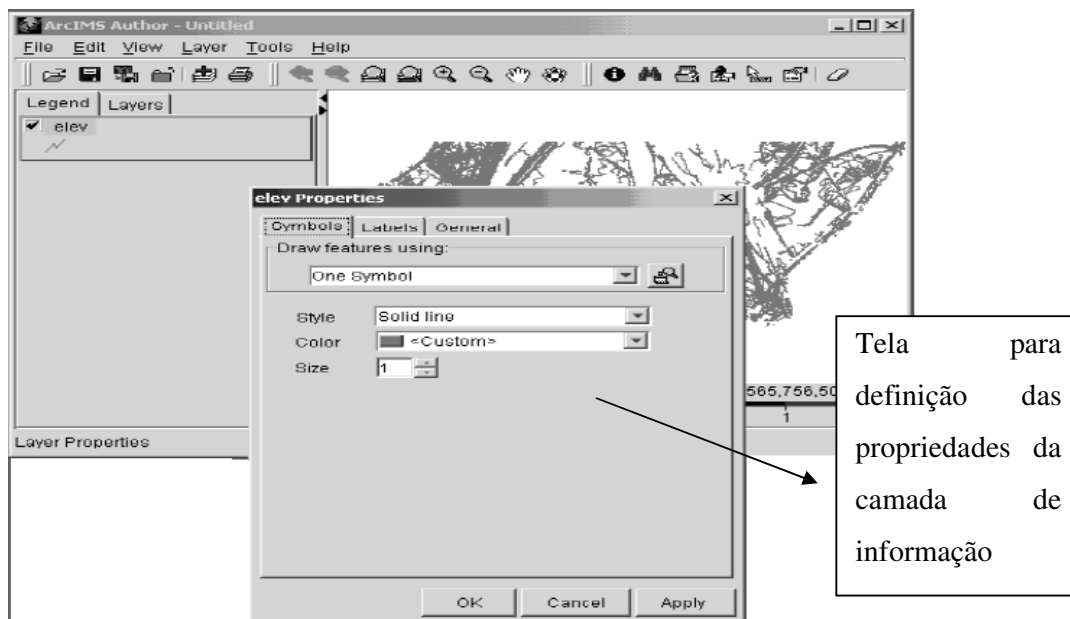 ArcIMS Author - Untitled
File Edit View Layer Tools Help
Legend Layers
elev
elev Properties
Symbols Labels General
Draw features using:
One Symbol
Style Solid line
Color <Custom>
Size 1
565,756,50
1
Layer Properties
OK Cancel Apply
Tela para
definição das
propriedades da
camada de
informação